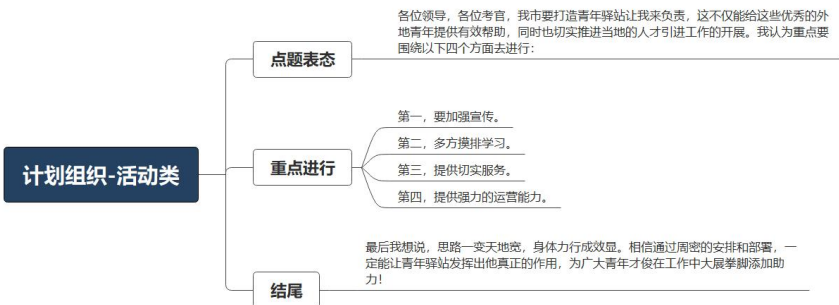 计划组织-活动类
点题表态
各位领导，各位考官，我市要打造青年驿站让我来负责，这不仅能给这些优秀的外
地青年提供有效帮助，同时也切实推进当地的人才引进工作的开展。我认为重点要
围绕以下四个方面去进行：
重点进行
第一，要加强宣传。
第二，多方摸排学习。
第三，提供切实服务。
第四，提供强力的运营能力。
结尾
最后我想说，思路一变天地宽，身体力行成效显。相信通过周密的安排和部署，一
定能让青年驿站发挥出他真正的作用，为广大青年才俊在工作中大展拳脚添加助
力！